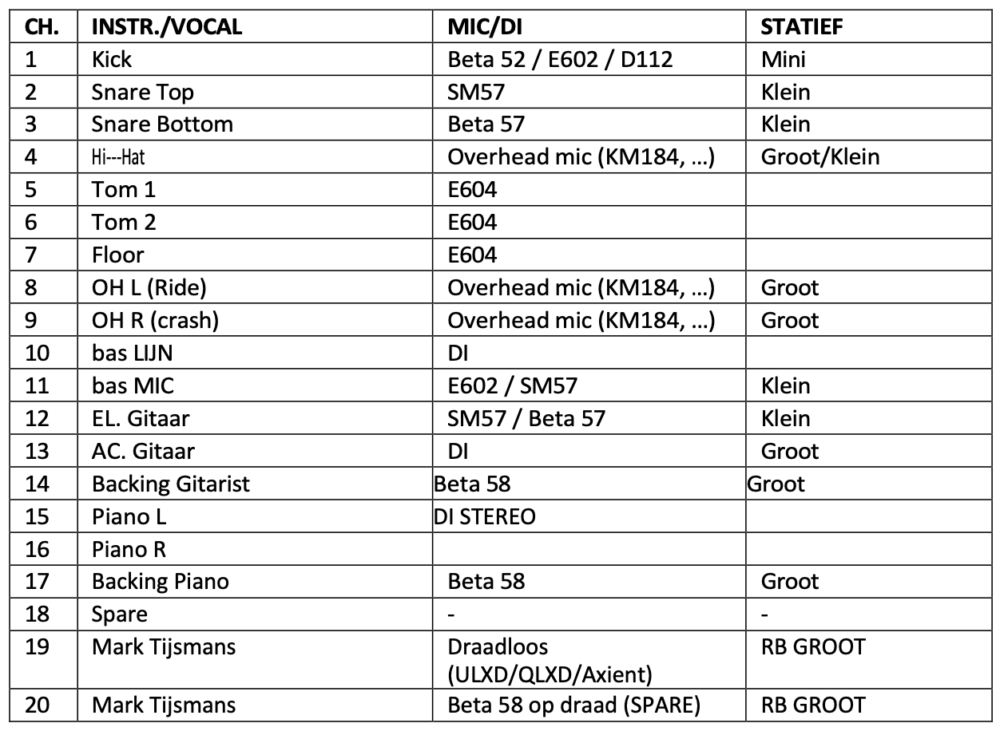 CH. INSTR./VOCAL MIC/DI STATIEF
1 Kick Beta 52 / E602 / D112 Mini
2 Snare Top SM57 Klein
3 Snare Bottom Beta 57 Klein
4 Hi---Hat Overhead mic (KM184, ...) Groot/Klein
5 Tom 1 E604
6 Tom 2 E604
7 Floor E604
8 OH L (Ride) Overhead mic (KM184, ...) Groot
9 OH R (crash) Overhead mic (KM184, ...) Groot
10 bas LIJN DI
11 bas MIC E602 / SM57 Klein
12 EL. Gitaar SM57 / Beta 57 Klein
13 AC. Gitaar DI Groot
14 Backing Gitarist Beta 58 Groot
15 Piano L DI STEREO
16 Piano R
17 Backing Piano Beta 58 Groot
18 Spare - -
19 Mark Tijsmans Draadloos RB GROOT
(ULXD/QLXD/Axient)
20 Mark Tijsmans Beta 58 op draad (SPARE) RB GROOT